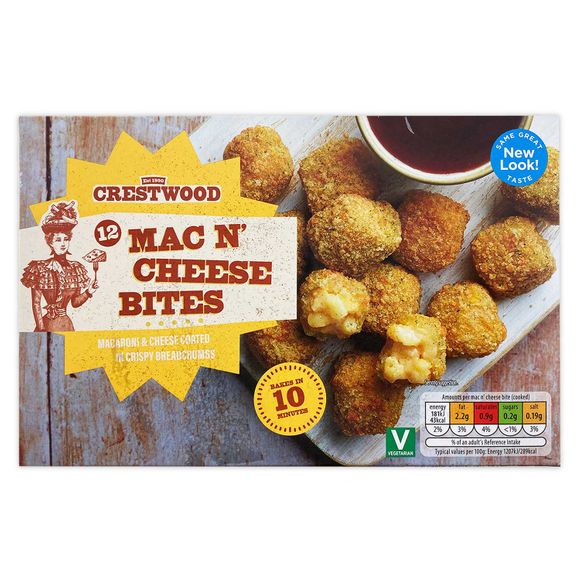 Est 1900
CRESTWOOD
12
MAC N'
CHEESE
BITES
MACARONI & CHEESE COATED
IN CRISPY BREADCRUMBS
BAKES IN
10
MINUTES
SAME GREAT
New
Look!
TASTE
Serving suggestion
V
VEGETARIAN
Amounts per mac n' cheese bite (cooked)
energy fat saturates sugars salt
181kJ
43kcal 2.2g 0.9g 0.2g 0.19g
2% 3% 4% <1% 3%
% of an adult's Reference Intake
Typical values per 100g: Energy 1207kJ/289kcal